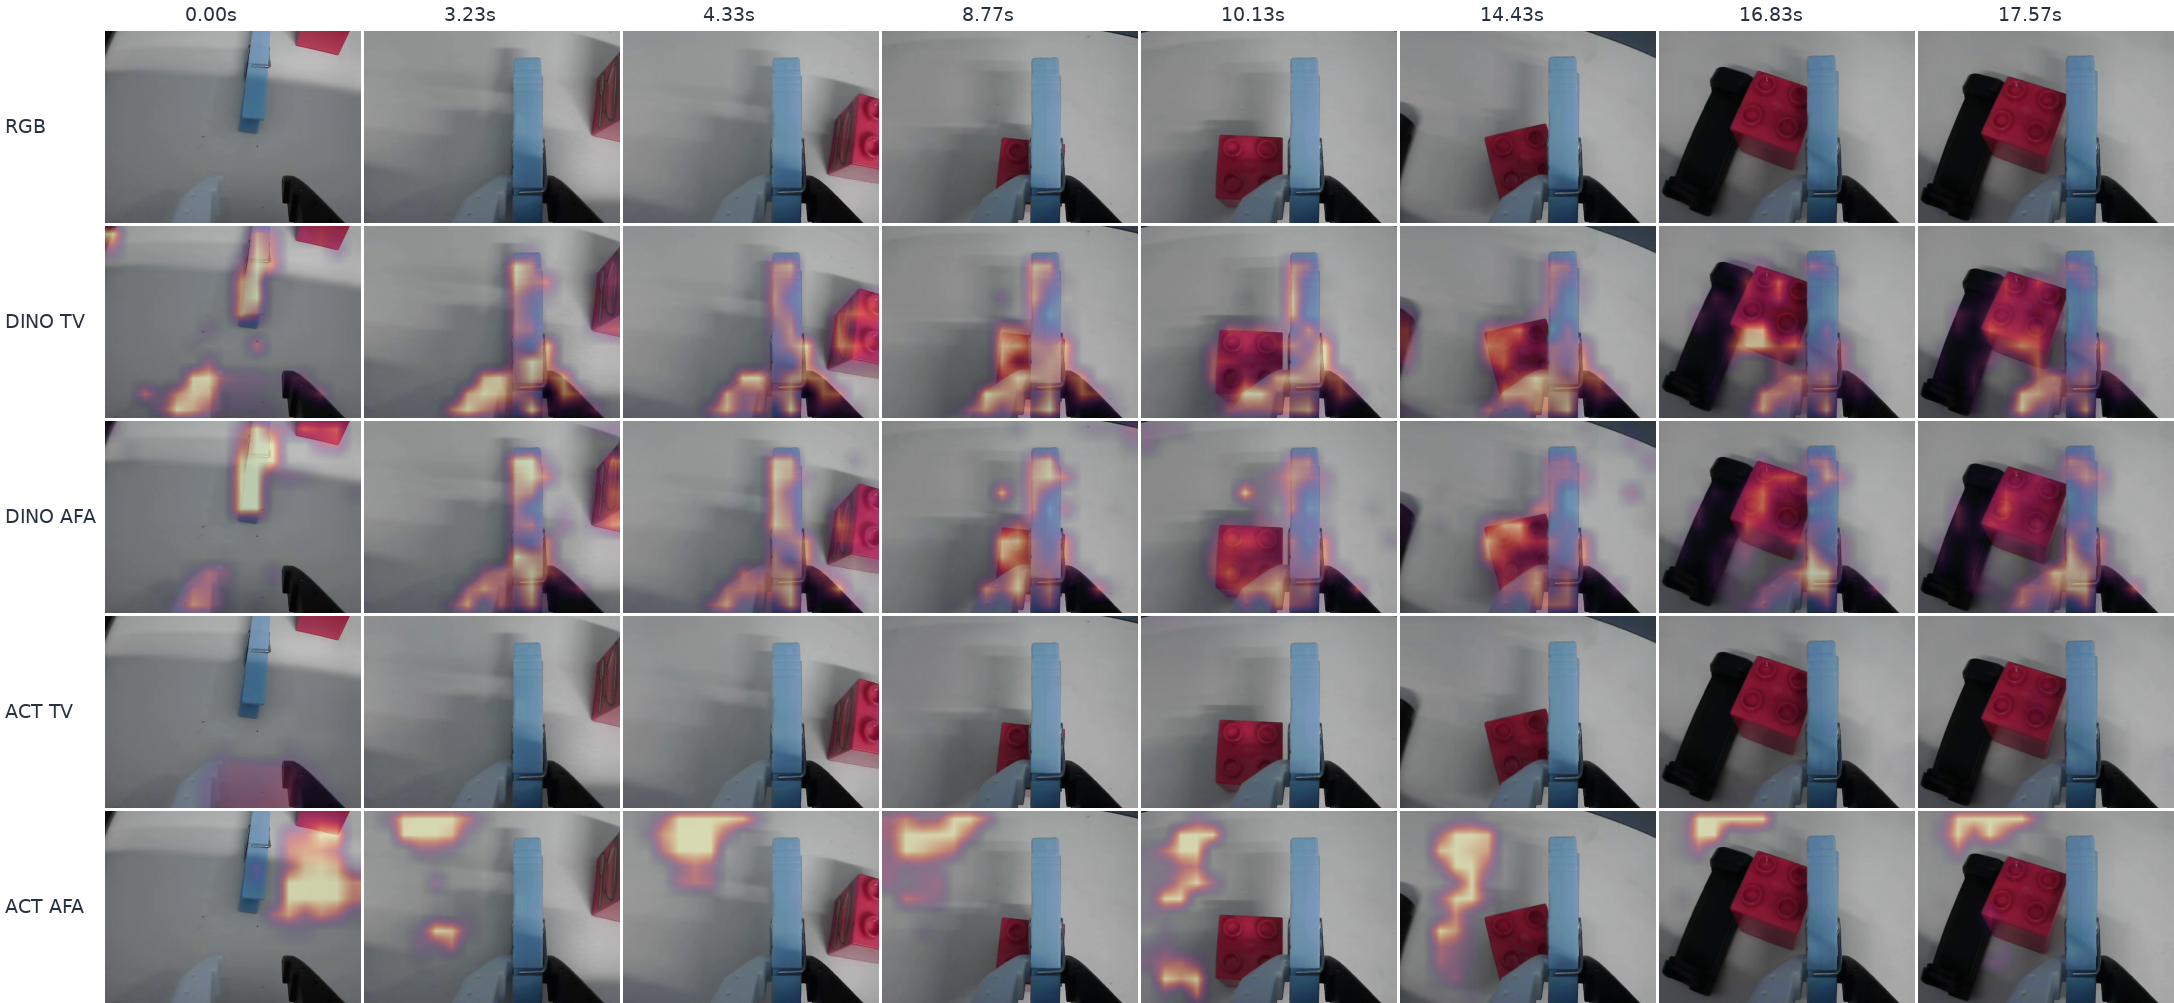 0.00s 3.23s 4.33s 8.77s 10.13s 14.43s 16.83s 17.57s
RGB
DINO TV
DINO AFA
ACT TV
ACT AFA